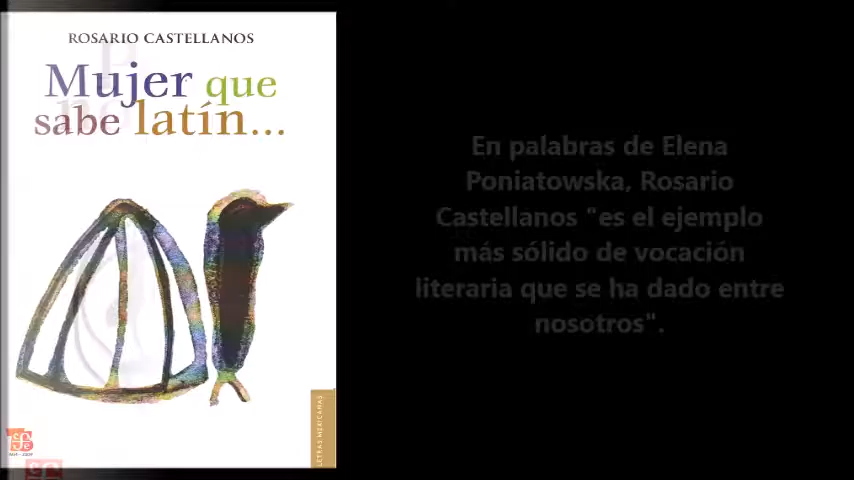 ROSARIO CASTELLANOS
Mujer que
sabe latín...
LETRAS MEXICANAS
En palabras de Elena
Poniatowska, Rosario
Castellanos "es el ejemplo
más sólido de vocación
literaria que se ha dado entre
nosotros".